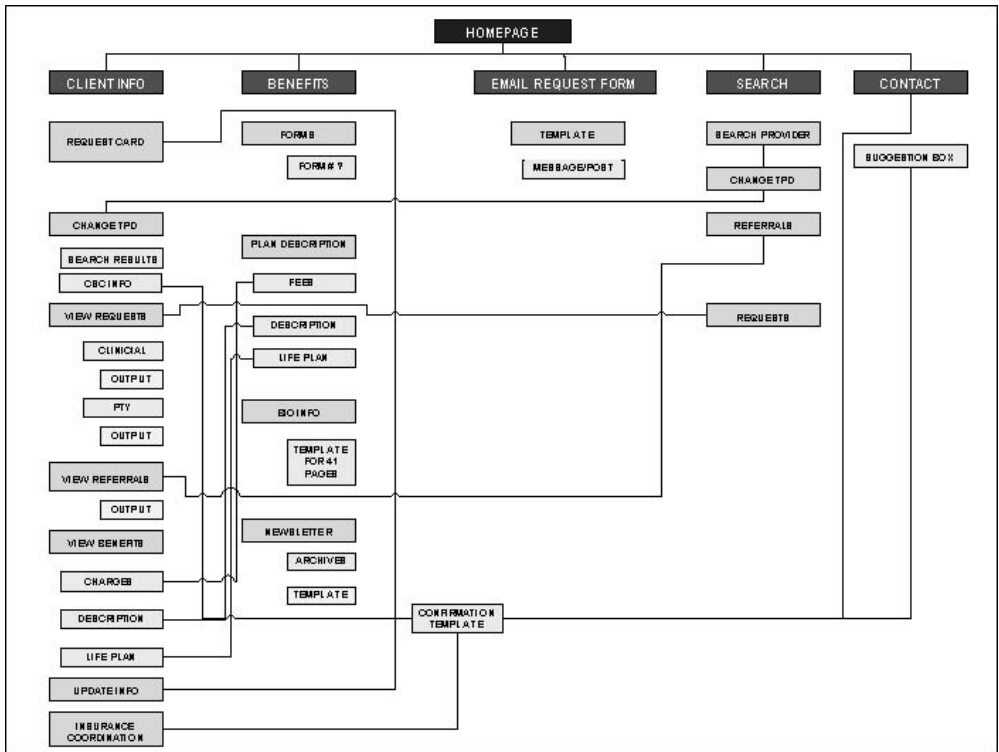 HOMEPAGE
CLIENT INFO
BENEFITS
EMAIL REQUEST FORM
SEARCH
CONTACT
REQUEST CARD
FORMS
FORM # ?
TEMPLATE
MESSAGE/POST
SEARCH PROVIDER
CHANGE TPD
SUGGESTION BOX
CHANGE TPD
SEARCH RESULTS
CBC INFO
VIEW REQUESTS
CLINICIAL
OUTPUT
PTY
OUTPUT
VIEW REFERRALS
OUTPUT
VIEW BENEFITS
CHARGES
DESCRIPTION
LIFE PLAN
UPDATE INFO
INSURANCE
COORDINATION
PLAN DESCRIPTION
FEES
DESCRIPTION
LIFE PLAN
BIO INFO
TEMPLATE
FOR 41
PAGES
NEWSLETTER
ARCHIVES
TEMPLATE
CONFIRMATION
TEMPLATE
REFERRALS
REQUESTS